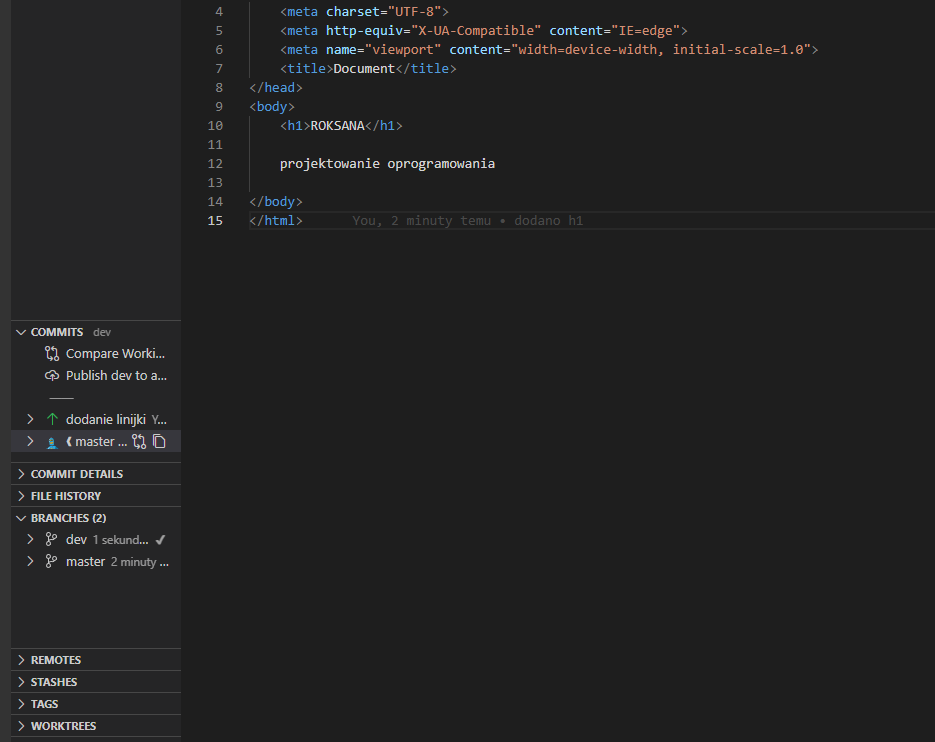 4 <meta charset="UTF-8">
5 <meta http-equiv="X-UA-Compatible" content="IE=edge">
6 <meta name="viewport" content="width=device-width, initial-scale=1.0">
7 <title>Document</title>
8 </head>
9 <body>
10 <h1>ROKSANA</h1>
11
12 projektowanie oprogramowania
13
14 </body>
15 </html> You, 2 minuty temu • dodano h1
COMMITS dev
Compare Worki...
Publish dev to a...
dodanie linijki Y...
master ...
COMMIT DETAILS
FILE HISTORY
BRANCHES (2)
dev 1 sekund...
master 2 minuty ...
REMOTES
STASHES
TAGS
WORKTREES